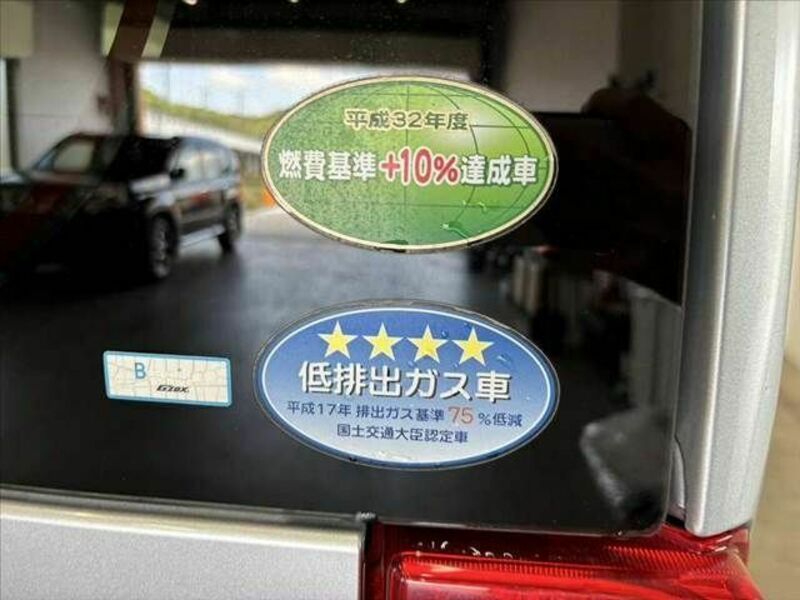 平成32年度
燃費基準+10%達成車
★★★★
低排出ガス車
平成17年 排出ガス基準 75 %低減
国土交通大臣認定車
B
G'ZOX